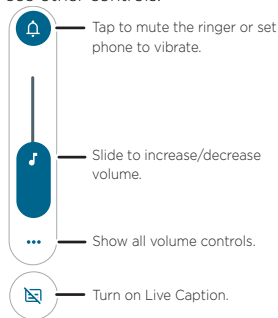 Tap to mute the ringer or set
phone to vibrate.
Slide to increase/decrease
volume.
Show all volume controls.
Turn on Live Caption.